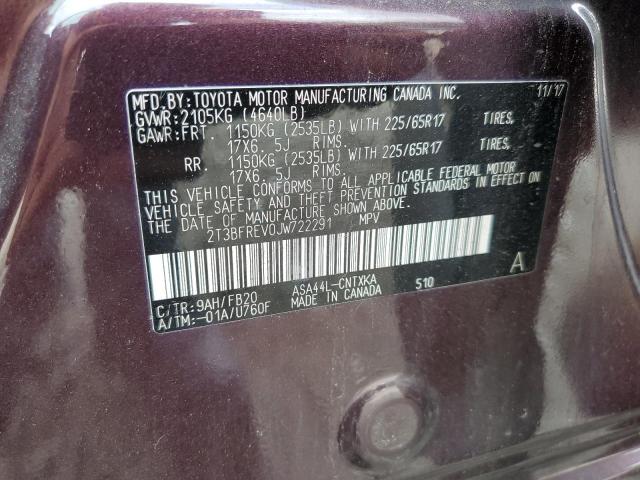 MFD.BY:TOYOTA MOTOR MANUFACTURING CANADA INC. 11/17
GVWR:2105KG (4640LB)
GAWR:FRT. 1150KG (2535LB) WITH 225/65R17 TIRES,
17X6.5J RIMS.
RR. 1150KG (2535LB) WITH 225/65R17 TIRES,
17X6.5J RIMS.
THIS VEHICLE CONFORMS TO ALL APPLICABLE FEDERAL MOTOR
VEHICLE SAFETY AND THEFT PREVENTION STANDARDS IN EFFECT ON
THE DATE OF MANUFACTURE SHOWN ABOVE.
2T3BFREV0JW722291 MPV
C/TR:9AH/FB20 ASA44L-CNTXKA 510 A
A/TM:-01A/U760F MADE IN CANADA